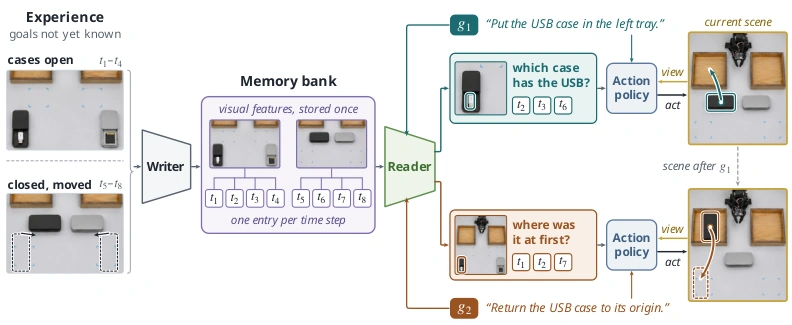 Experience
goals not yet known
cases open t₁–t₄
closed, moved t₅–t₈
Writer
Memory bank
visual features, stored once
t₁ t₂ t₃ t₄ t₅ t₆ t₇ t₈
one entry per time step
Reader
g₁ “Put the USB case in the left tray.”
which case
has the USB?
t₂ t₃ t₆
Action
policy
view
act
current scene
scene after g₁
where was
it at first?
t₁ t₂ t₇
Action
policy
view
act
g₂ “Return the USB case to its origin.”